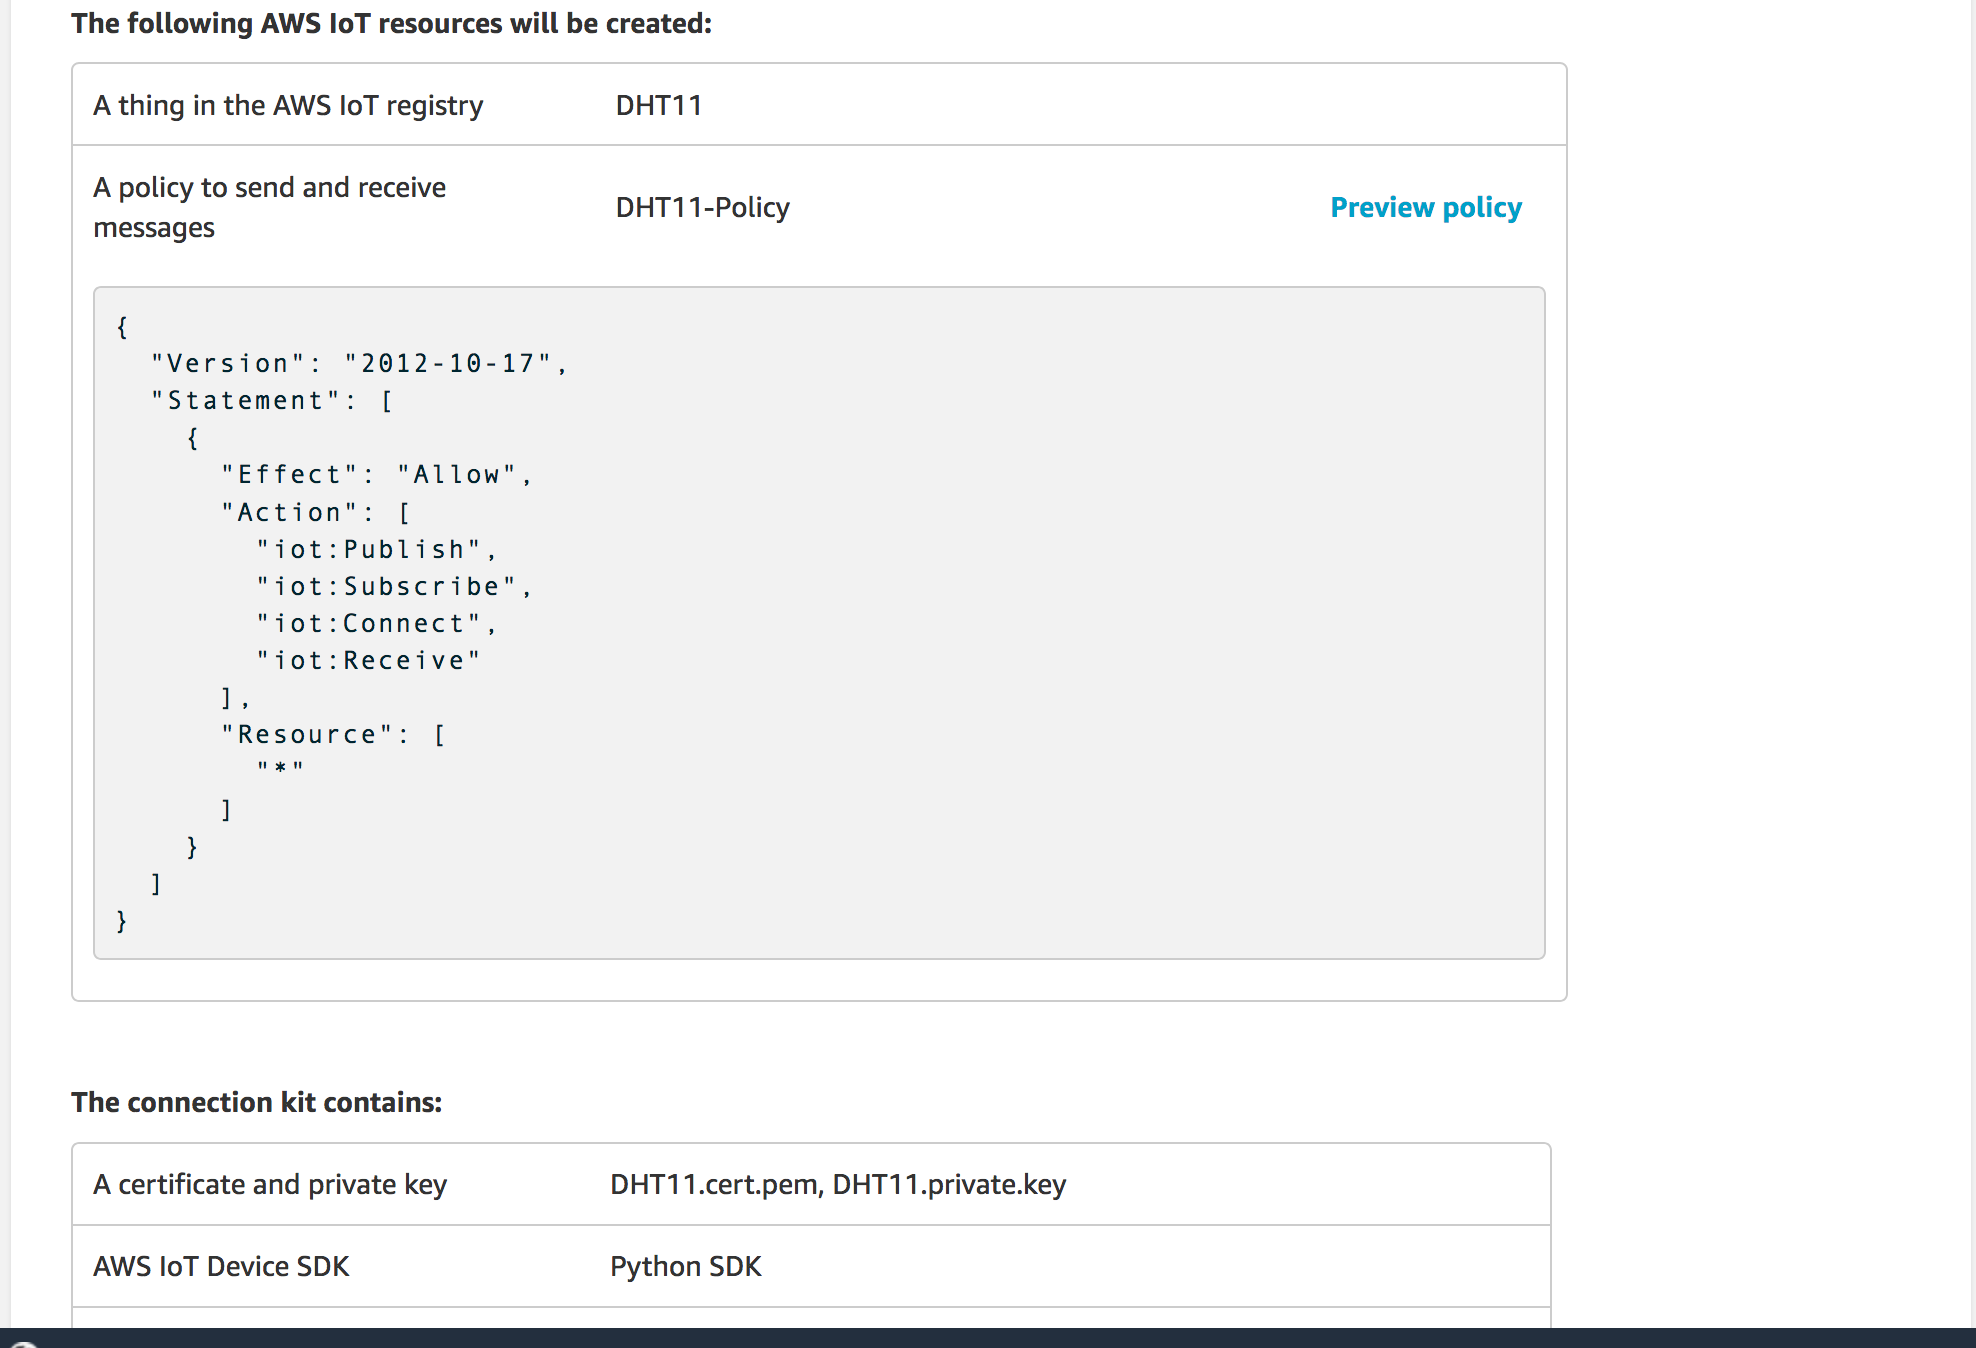 The following AWS IoT resources will be created:
A thing in the AWS IoT registry DHT11
A policy to send and receive messages DHT11-Policy Preview policy
{
"Version": "2012-10-17",
"Statement": [
{
"Effect": "Allow",
"Action": [
"iot:Publish",
"iot:Subscribe",
"iot:Connect",
"iot:Receive"
],
"Resource": [
"*"
]
}
]
}
The connection kit contains:
A certificate and private key DHT11.cert.pem, DHT11.private.key
AWS IoT Device SDK Python SDK